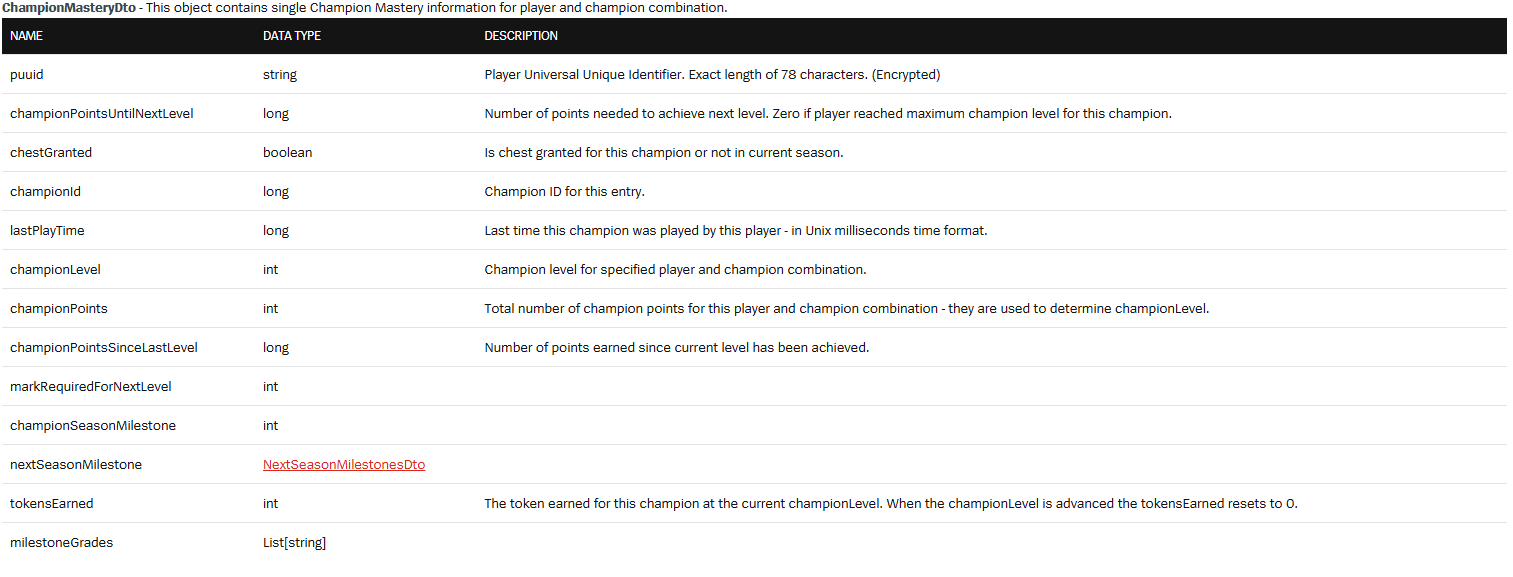 ChampionMasteryDto - This object contains single Champion Mastery information for player and champion combination.
NAME DATA TYPE DESCRIPTION
puuid string Player Universal Unique Identifier. Exact length of 78 characters. (Encrypted)
championPointsUntilNextLevel long Number of points needed to achieve next level. Zero if player reached maximum champion level for this champion.
chestGranted boolean Is chest granted for this champion or not in current season.
championId long Champion ID for this entry.
lastPlayTime long Last time this champion was played by this player - in Unix milliseconds time format.
championLevel int Champion level for specified player and champion combination.
championPoints int Total number of champion points for this player and champion combination - they are used to determine championLevel.
championPointsSinceLastLevel long Number of points earned since current level has been achieved.
markRequiredForNextLevel int
championSeasonMilestone int
nextSeasonMilestone NextSeasonMilestonesDto
tokensEarned int The token earned for this champion at the current championLevel. When the championLevel is advanced the tokensEarned resets to 0.
milestoneGrades List[string]